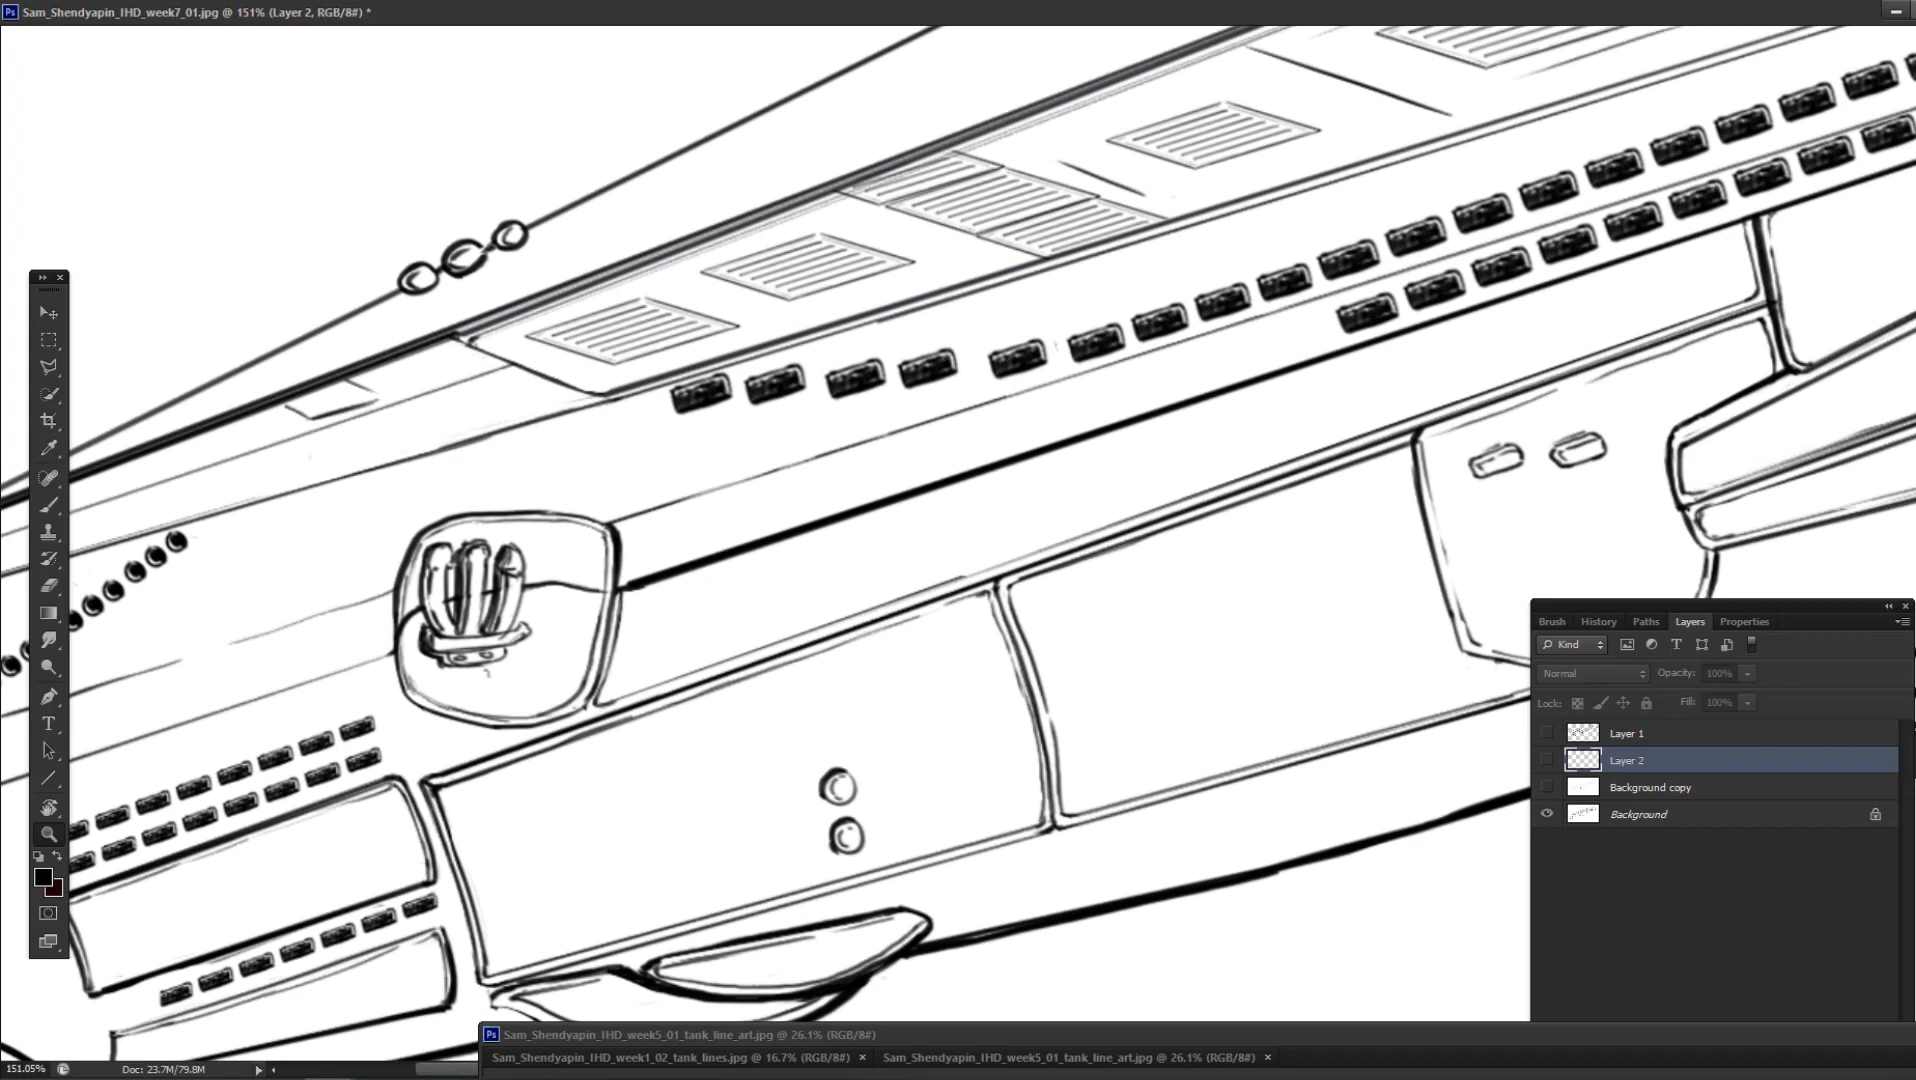 Ps Sam_Shendyapin_IHD_week7_01.jpg @ 151% (Layer 2, RGB/8#) *
Brush History Paths Layers Properties
Kind T
Normal Opacity: 100%
Lock: Fill: 100%
Layer 1
Layer 2
Background copy
Background
T
Ps Sam_Shendyapin_IHD_week5_01_tank_line_art.jpg @ 26.1% (RGB/8#)
Sam_Shendyapin_IHD_week1_02_tank_lines.jpg @ 16.7% (RGB/8#) × Sam_Shendyapin_IHD_week5_01_tank_line_art.jpg @ 26.1% (RGB/8#) ×
151.05% Doc: 23.7M/79.8M